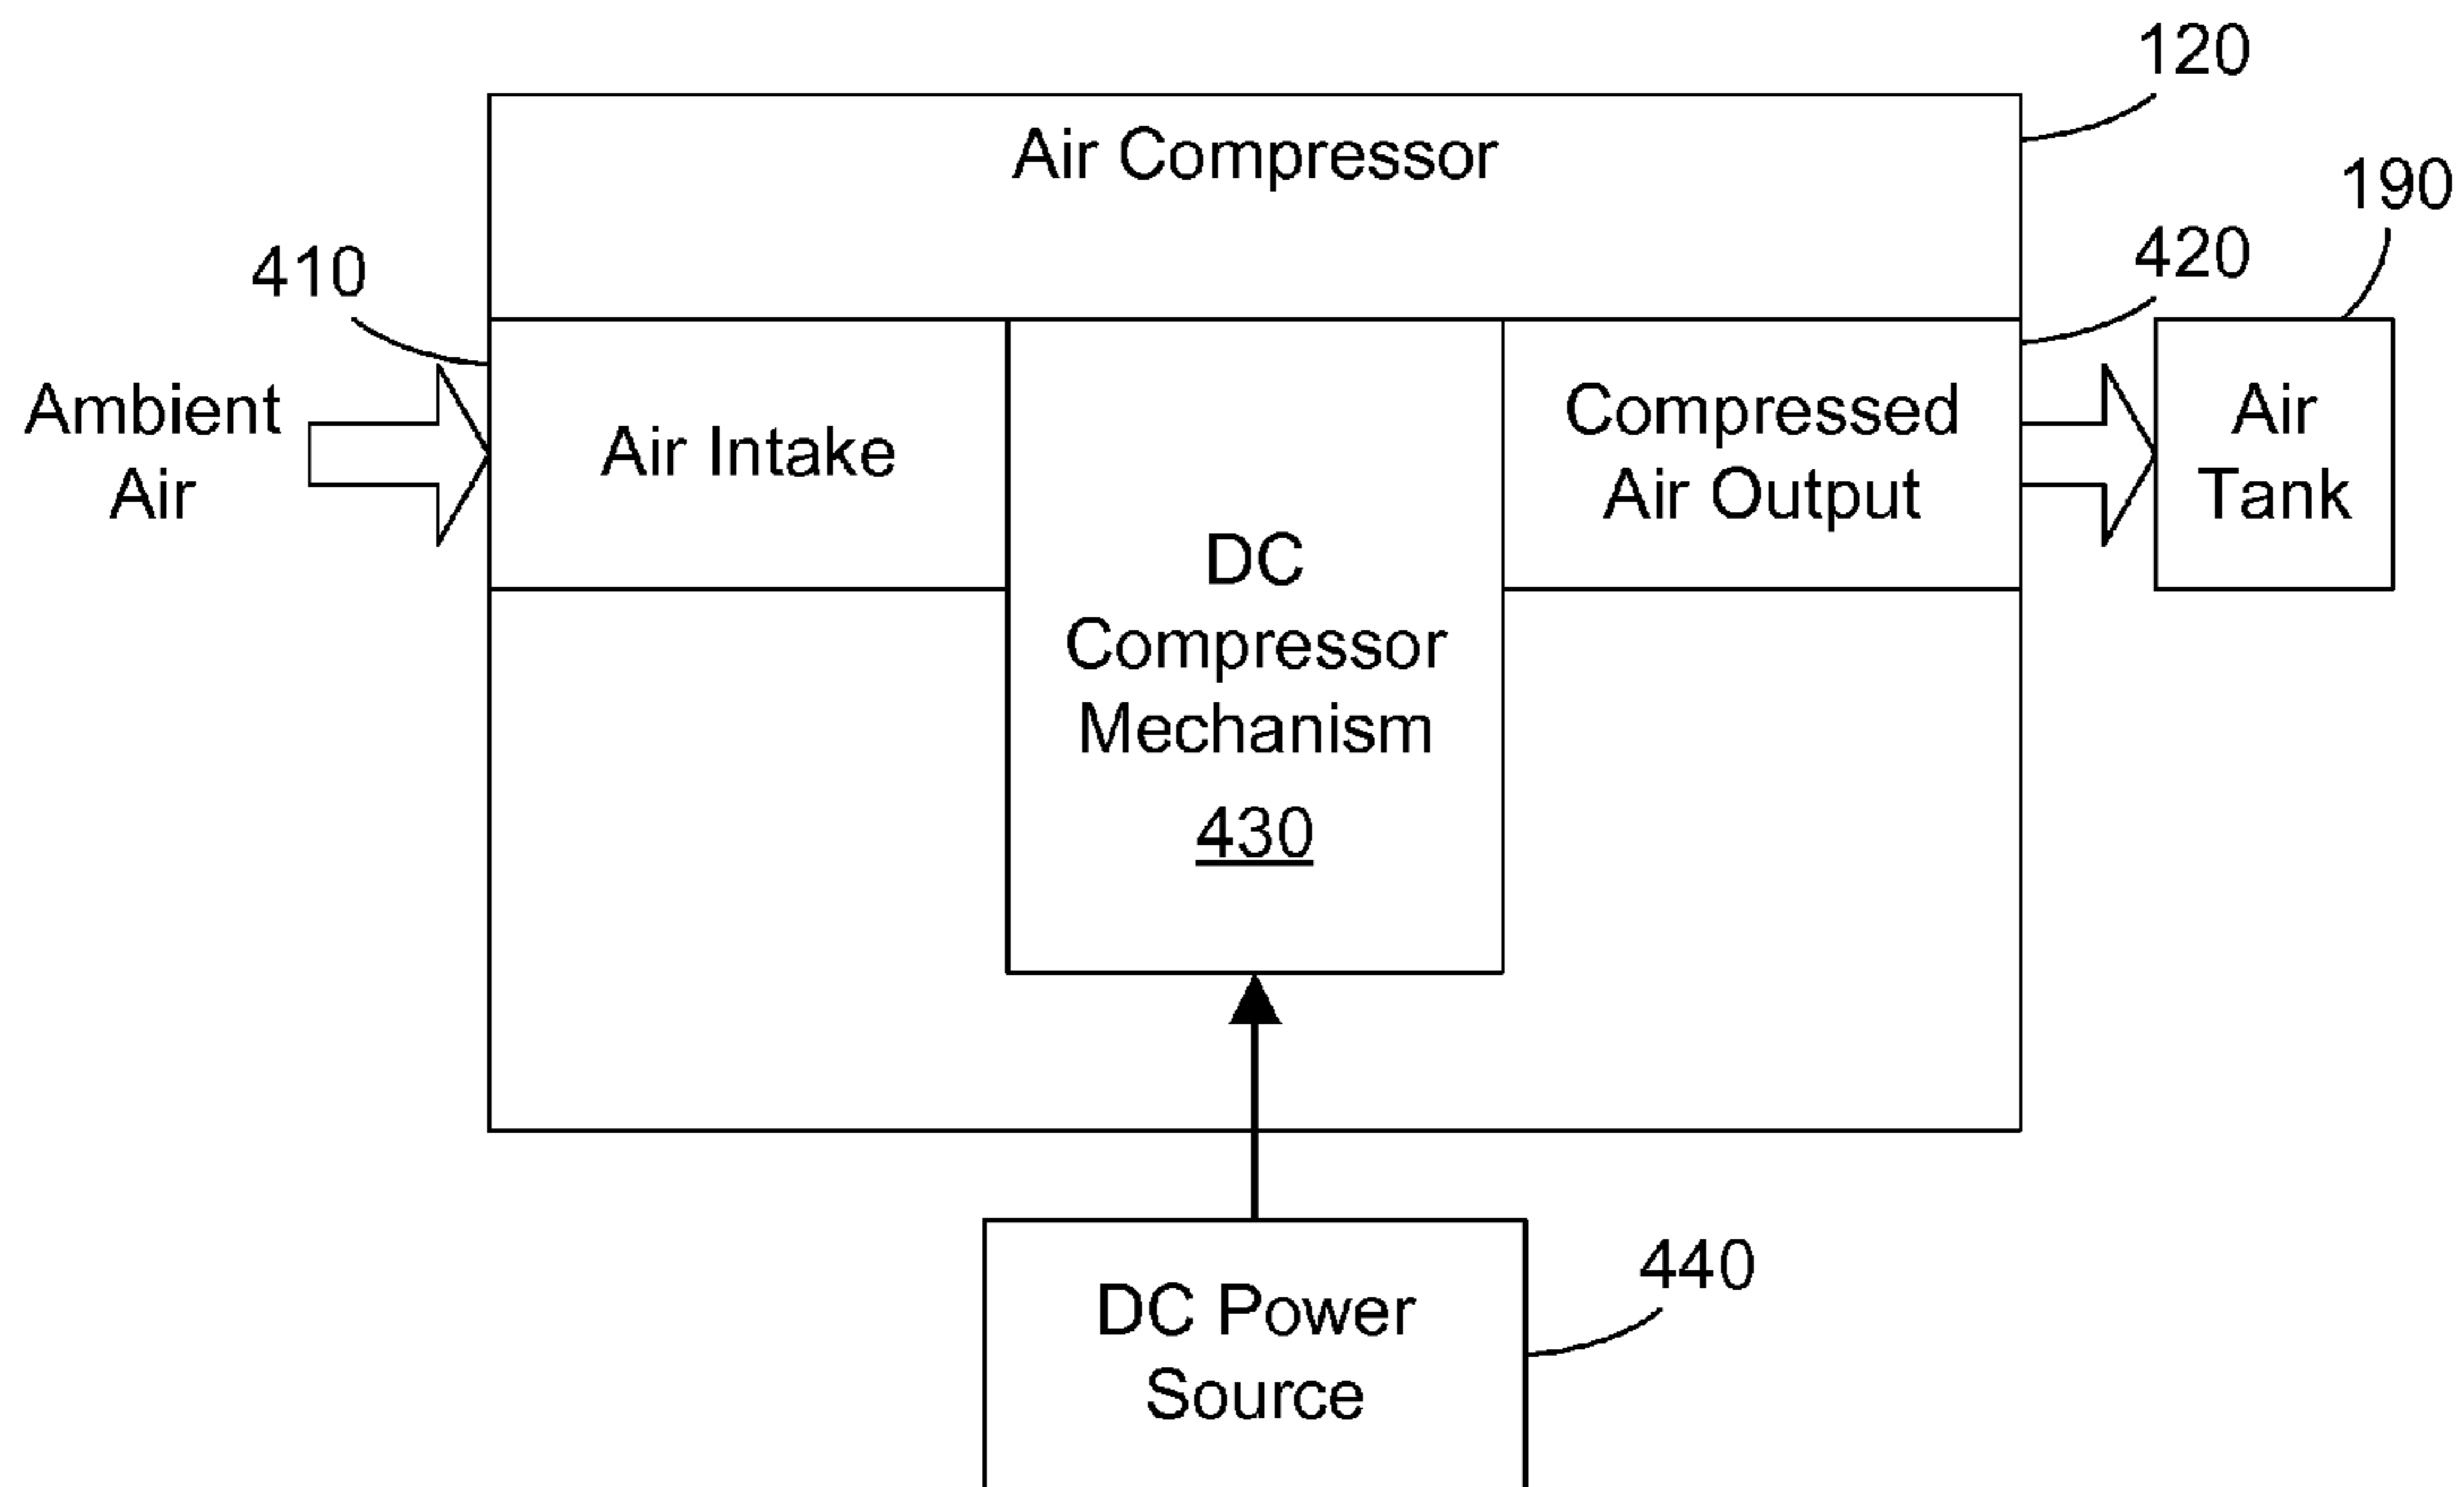 120
Air Compressor
190
410
420
Ambient
Air
Air Intake
Compressed
Air Output
Air
Tank
DC
Compressor
Mechanism
430
440
DC Power
Source